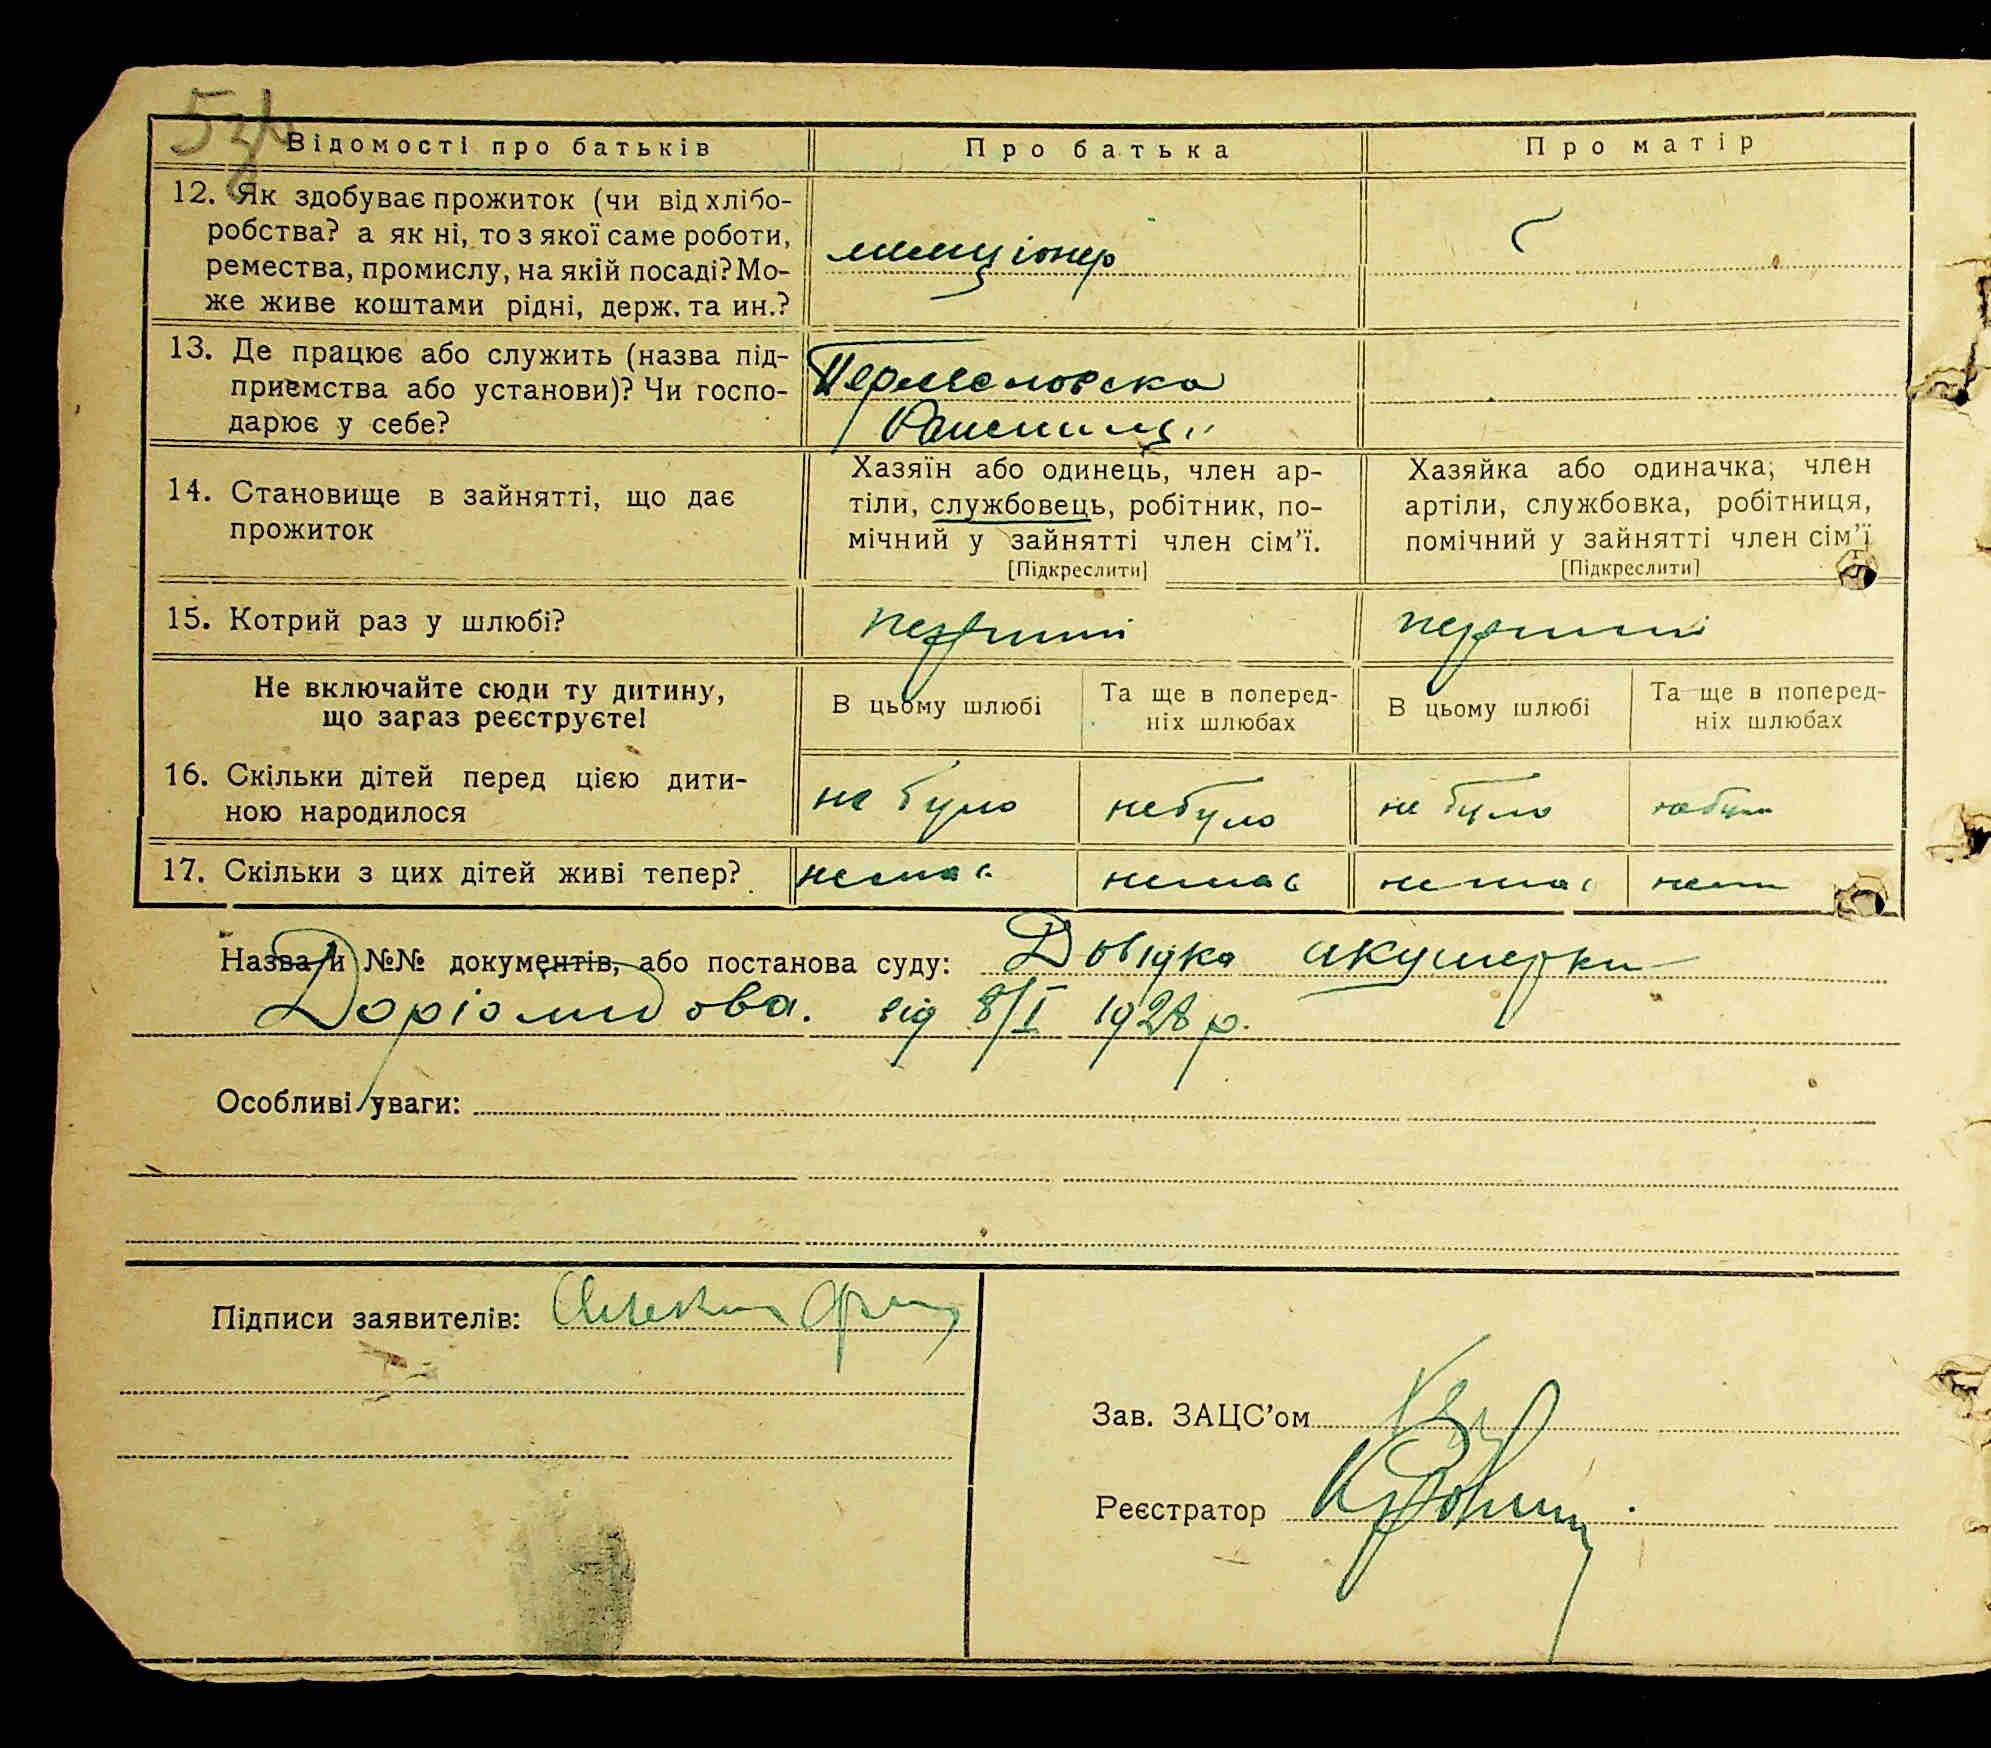 Відомості про батьків Про батька Про матір
12. Як здобуває прожиток (чи від хлібо-
робства? а як ні, то з якої саме роботи,
ремества, промислу, на якій посаді? Мо-
же живе коштами рідні, держ. та ин.?
міліціонер
13. Де працює або служить (назва під-
приємства або установи)? Чи госпо-
дарює у себе?
14. Становище в зайнятті, що дає
прожиток
Хазяїн або одинець, член ар-
тіли, службовець, робітник, по-
мічний у зайнятті член сім’ї.
[Підкреслити]
Хазяйка або одиначка, член
артіли, службовка, робітниця,
помічний у зайнятті член сім’ї
[Підкреслити]
15. Котрий раз у шлюбі?
перший
перший
Не включайте сюди ту дитину,
що зараз реєструєте!
В цьому шлюбі
Та ще в поперед-
ніх шлюбах
В цьому шлюбі
Та ще в поперед-
ніх шлюбах
16. Скільки дітей перед цією дити-
ною народилося
не було
небуло
не було
небуло
17. Скільки з цих дітей живі тепер?
немає
немає
немає
нема
Назва и №№ документів, або постанова суду: Довідка акушерки
від 8/I 1928 р.
Особливі уваги:
Підписи заявителів:
Зав. ЗАЦС’ом
Реєстратор